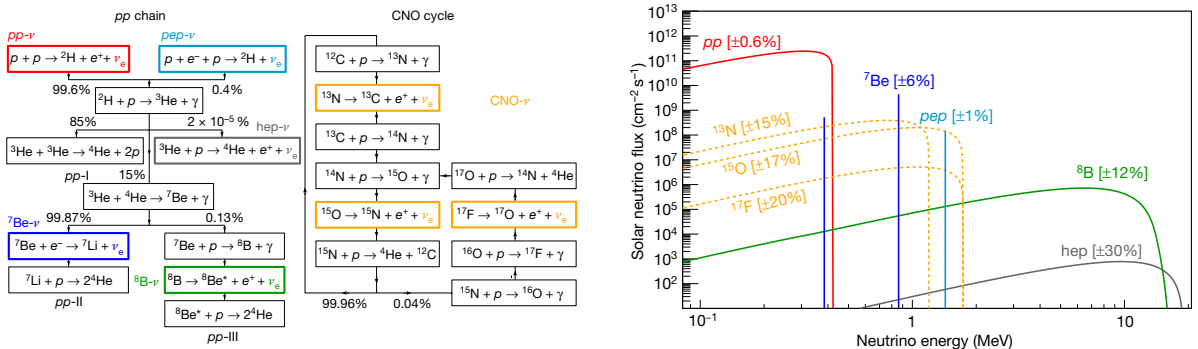 pp chain
pp-ν
pep-ν
p + p → ²H + e⁺ + νₑ
p + e⁻ + p → ²H + νₑ
99.6%
0.4%
²H + p → ³He + γ
85%
2 × 10⁻⁵ %
hep-ν
³He + ³He → ⁴He + 2p
³He + p → ⁴He + e⁺ + νₑ
pp-I
15%
³He + ⁴He → ⁷Be + γ
⁷Be-ν
99.87%
0.13%
⁷Be + e⁻ → ⁷Li + νₑ
⁷Be + p → ⁸B + γ
⁷Li + p → 2⁴He
⁸B-ν
⁸B → ⁸Be* + e⁺ + νₑ
pp-II
⁸Be* + p → 2⁴He
pp-III
CNO cycle
¹²C + p → ¹³N + γ
¹³N → ¹³C + e⁺ + νₑ
CNO-ν
¹³C + p → ¹⁴N + γ
¹⁴N + p → ¹⁵O + γ
¹⁷O + p → ¹⁴N + ⁴He
¹⁵O → ¹⁵N + e⁺ + νₑ
¹⁷F → ¹⁷O + e⁺ + νₑ
¹⁵N + p → ⁴He + ¹²C
¹⁶O + p → ¹⁷F + γ
¹⁵N + p → ¹⁶O + γ
99.96%
0.04%
Solar neutrino flux (cm⁻² s⁻¹)
10¹³
10¹²
10¹¹
10¹⁰
10⁹
10⁸
10⁷
10⁶
10⁵
10⁴
10³
10²
pp [±0.6%]
⁷Be [±6%]
pep [±1%]
¹³N [±15%]
¹⁵O [±17%]
¹⁷F [±20%]
⁸B [±12%]
hep [±30%]
10⁻¹
1
10
Neutrino energy (MeV)